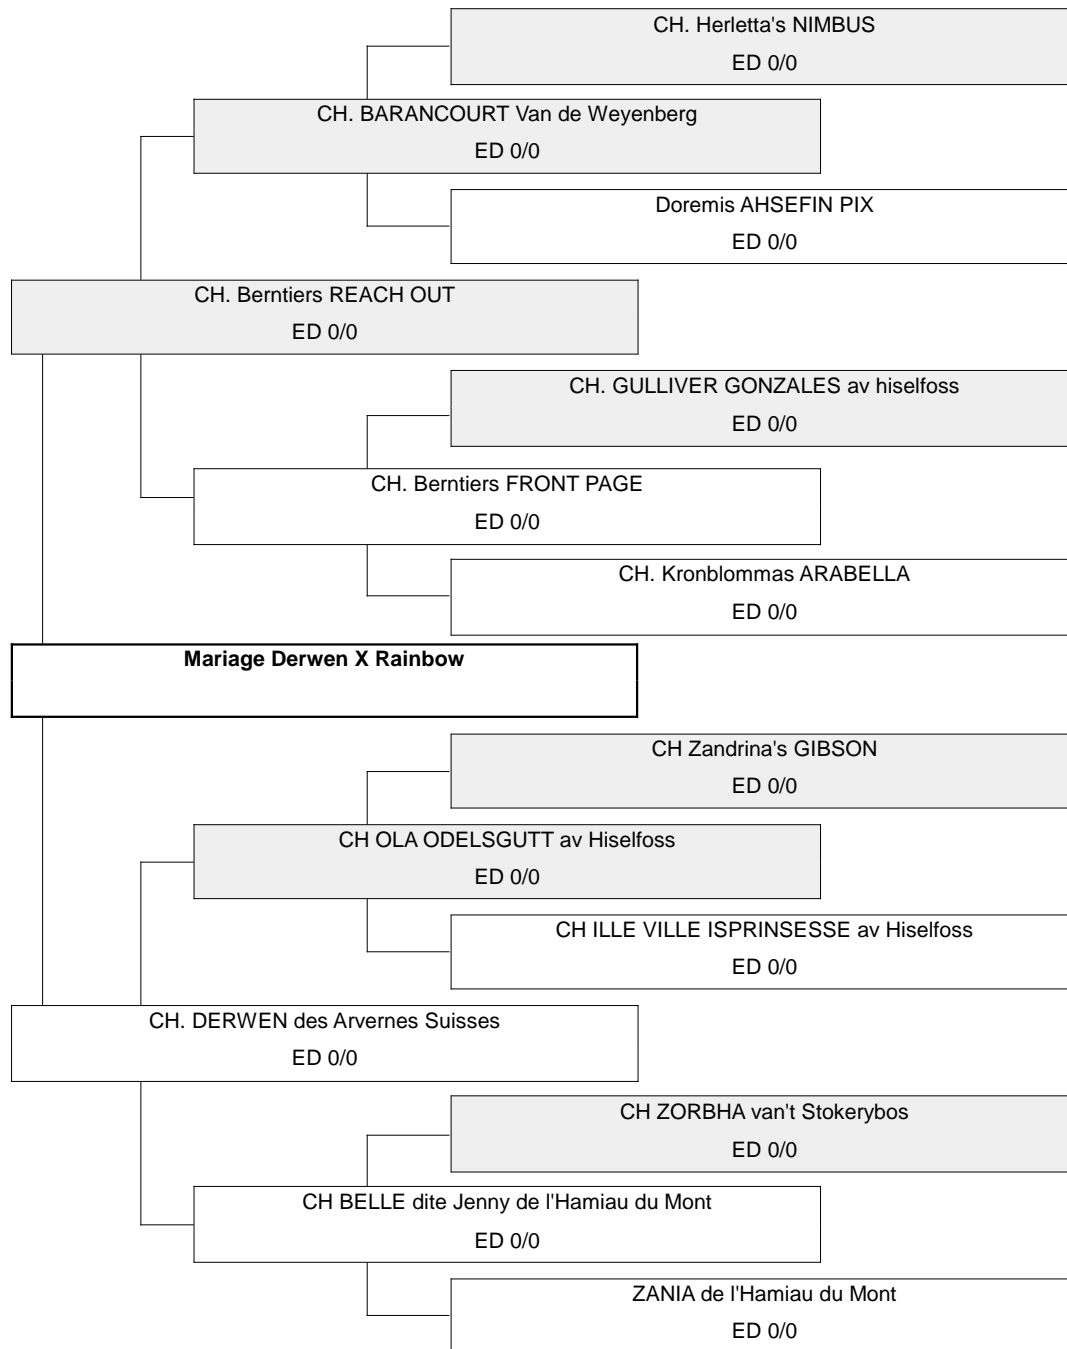 CH. Herletta's NIMBUS
ED 0/0
CH. BARANCOURT Van de Weyenberg
ED 0/0
Doremis AHSEFIN PIX
ED 0/0
CH. Berntiers REACH OUT
ED 0/0
CH. GULLIVER GONZALES av hiselfoss
ED 0/0
CH. Berntiers FRONT PAGE
ED 0/0
CH. Kronblommas ARABELLA
ED 0/0
Mariage Derwen X Rainbow
CH Zandrina's GIBSON
ED 0/0
CH OLA ODELSGUTT av Hiselfoss
ED 0/0
CH ILLE VILLE ISPRINSESSE av Hiselfoss
ED 0/0
CH. DERWEN des Arvernes Suisses
ED 0/0
CH ZORBHA van't Stokerybos
ED 0/0
CH BELLE dite Jenny de l'Hamiau du Mont
ED 0/0
ZANIA de l'Hamiau du Mont
ED 0/0